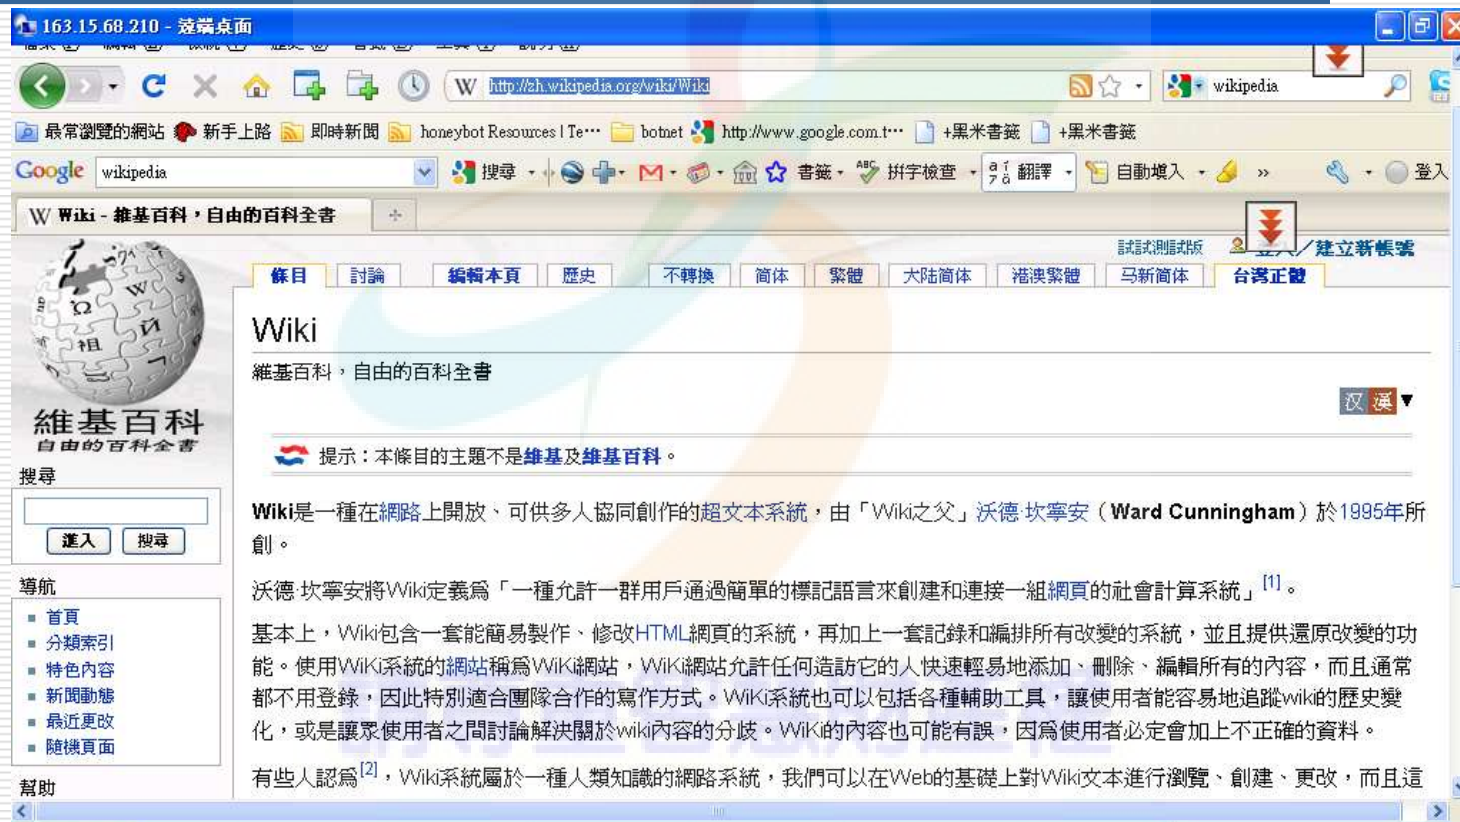 163.15.68.210 - 遠端桌面
http://zh.wikipedia.org/wiki/Wiki
wikipedia
最常瀏覽的網站 新手上路 即時新聞 honeybot Resources | Te… botnet http://www.google.com.t… +黑米書籤 +黑米書籤
Google wikipedia 搜尋 書籤 拼字檢查 翻譯 自動填入 » 登入
Wiki - 維基百科，自由的百科全書
試試測試版 登入／建立新帳號
條目 討論 編輯本頁 歷史 不轉換 简体 繁體 大陆简体 港澳繁體 马新简体 台灣正體
Wiki
維基百科，自由的百科全書
汉 漢
提示：本條目的主題不是維基及維基百科。
Wiki是一種在網路上開放、可供多人協同創作的超文本系統，由「Wiki之父」沃德·坎寧安（Ward Cunningham）於1995年所
創。
沃德·坎寧安將Wiki定義為「一種允許一群用戶通過簡單的標記語言來創建和連接一組網頁的社會計算系統」[1]。
基本上，Wiki包含一套能簡易製作、修改HTML網頁的系統，再加上一套記錄和編排所有改變的系統，並且提供還原改變的功
能。使用Wiki系統的網站稱為Wiki網站，Wiki網站允許任何造訪它的人快速輕易地添加、刪除、編輯所有的內容，而且通常
都不用登錄，因此特別適合團隊合作的寫作方式。Wiki系統也可以包括各種輔助工具，讓使用者能容易地追蹤wiki的歷史變
化，或是讓眾使用者之間討論解決關於wiki內容的分歧。Wiki的內容也可能有誤，因為使用者必定會加上不正確的資料。
有些人認為[2]，Wiki系統屬於一種人類知識的網路系統，我們可以在Web的基礎上對Wiki文本進行瀏覽、創建、更改，而且這
維基百科
自由的百科全書
搜尋
進入 搜尋
導航
首頁
分類索引
特色內容
新聞動態
最近更改
隨機頁面
幫助